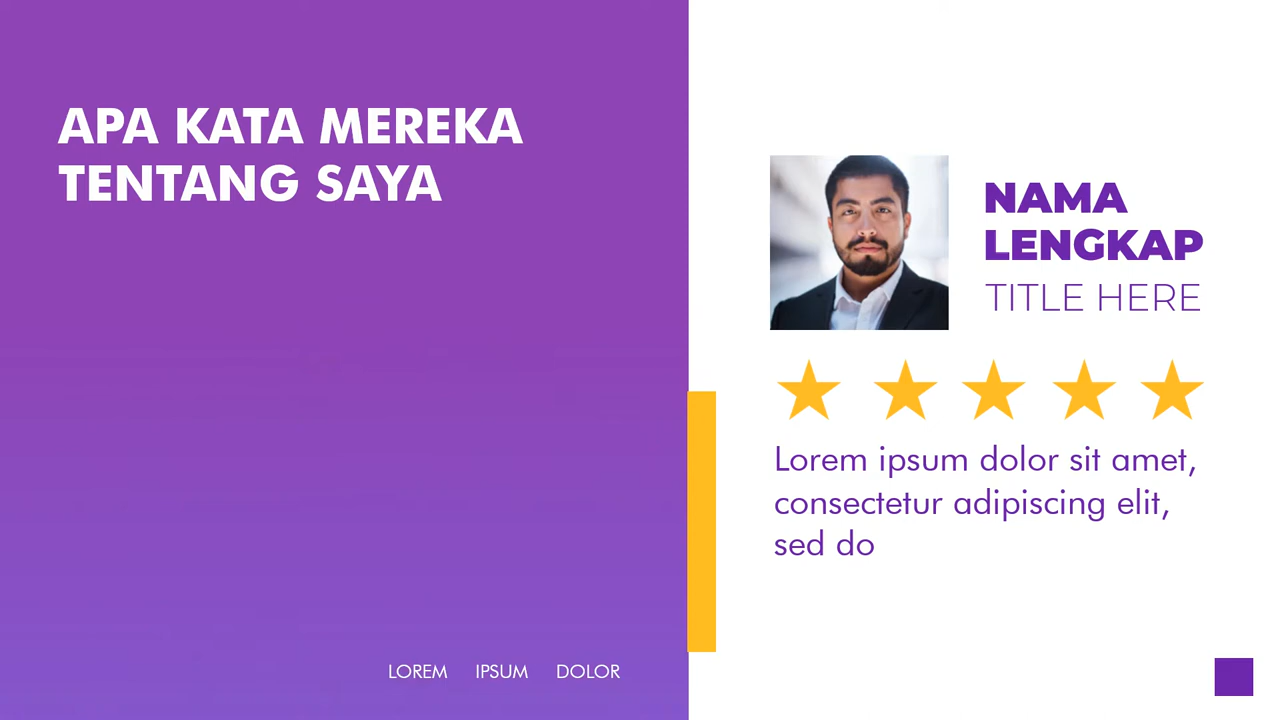 APA KATA MEREKA
TENTANG SAYA
NAMA
LENGKAP
TITLE HERE
Lorem ipsum dolor sit amet,
consectetur adipiscing elit,
sed do
LOREM IPSUM DOLOR